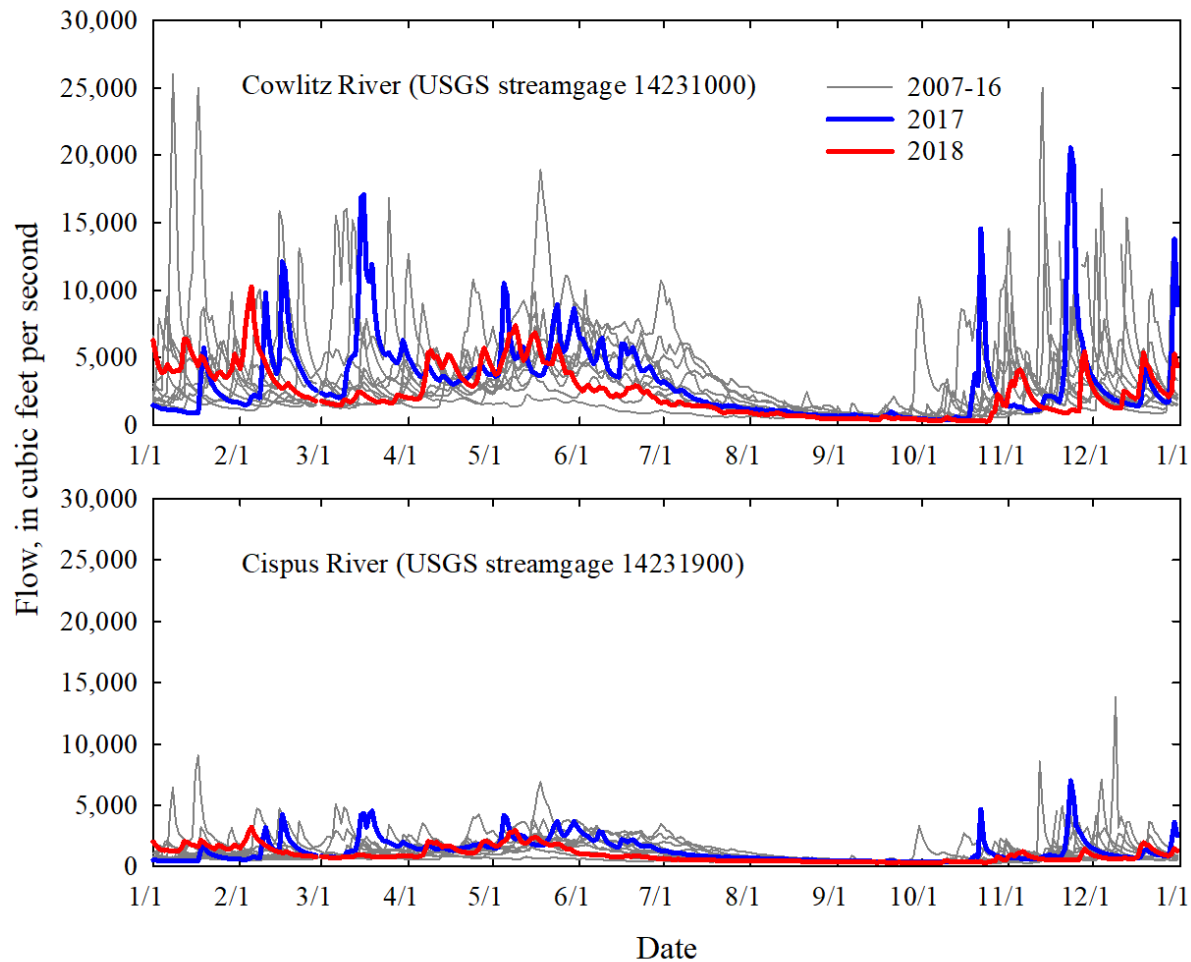 30,000
25,000
20,000
15,000
10,000
5,000
0
Cowlitz River (USGS streamgage 14231000)
2007-16
2017
2018
1/1 2/1 3/1 4/1 5/1 6/1 7/1 8/1 9/1 10/1 11/1 12/1 1/1
Flow, in cubic feet per second
30,000
25,000
20,000
15,000
10,000
5,000
0
Cispus River (USGS streamgage 14231900)
1/1 2/1 3/1 4/1 5/1 6/1 7/1 8/1 9/1 10/1 11/1 12/1 1/1
Date